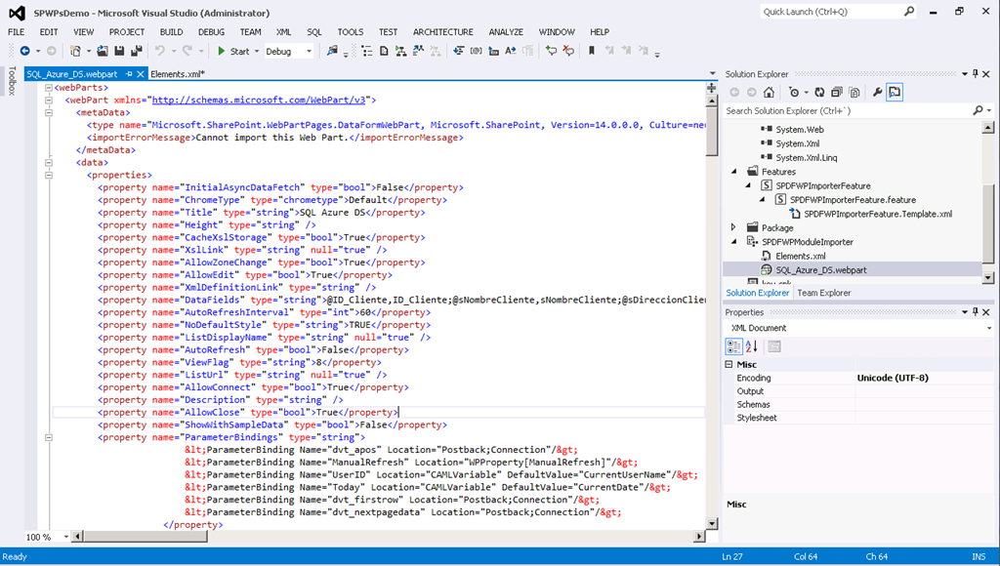 SPWPsDemo - Microsoft Visual Studio (Administrator)
Quick Launch (Ctrl+Q)
FILE EDIT VIEW PROJECT BUILD DEBUG TEAM XML SQL TOOLS TEST ARCHITECTURE ANALYZE WINDOW HELP
Start Debug
Toolbox
SQL_Azure_DS.webpart Elements.xml*
<webParts>
<webPart xmlns="http://schemas.microsoft.com/WebPart/v3">
<metaData>
<type name="Microsoft.SharePoint.WebPartPages.DataFormWebPart, Microsoft.SharePoint, Version=14.0.0.0, Culture=neu
<importErrorMessage>Cannot import this Web Part.</importErrorMessage>
</metaData>
<data>
<properties>
<property name="InitialAsyncDataFetch" type="bool">False</property>
<property name="ChromeType" type="chrometype">Default</property>
<property name="Title" type="string">SQL Azure DS</property>
<property name="Height" type="string" />
<property name="CacheXslStorage" type="bool">True</property>
<property name="XslLink" type="string" null="true" />
<property name="AllowZoneChange" type="bool">True</property>
<property name="AllowEdit" type="bool">True</property>
<property name="XmlDefinitionLink" type="string" />
<property name="DataFields" type="string">@ID_Cliente,ID_Cliente;@sNombreCliente,sNombreCliente;@sDireccionClien
<property name="AutoRefreshInterval" type="int">60</property>
<property name="NoDefaultStyle" type="string">TRUE</property>
<property name="ListDisplayName" type="string" null="true" />
<property name="AutoRefresh" type="bool">False</property>
<property name="ViewFlag" type="string">8</property>
<property name="ListUrl" type="string" null="true" />
<property name="AllowConnect" type="bool">True</property>
<property name="Description" type="string" />
<property name="AllowClose" type="bool">True</property>
<property name="ShowWithSampleData" type="bool">False</property>
<property name="ParameterBindings" type="string">
&lt;ParameterBinding Name="dvt_apos" Location="Postback;Connection"/&gt;
&lt;ParameterBinding Name="ManualRefresh" Location="WPProperty[ManualRefresh]"/&gt;
&lt;ParameterBinding Name="UserID" Location="CAMLVariable" DefaultValue="CurrentUserName"/&gt;
&lt;ParameterBinding Name="Today" Location="CAMLVariable" DefaultValue="CurrentDate"/&gt;
&lt;ParameterBinding Name="dvt_firstrow" Location="Postback;Connection"/&gt;
&lt;ParameterBinding Name="dvt_nextpagedata" Location="Postback;Connection"/&gt;
</property>
100 %
Solution Explorer
Search Solution Explorer (Ctrl+`)
System.Web
System.Xml
System.Xml.Linq
Features
SPDFWPImporterFeature
SPDFWPImporterFeature.feature
SPDFWPImporterFeature.Template.xml
Package
SPDFWPModuleImporter
Elements.xml
SQL_Azure_DS.webpart
key.snk
Solution Explorer Team Explorer
Properties
XML Document
Misc
Encoding Unicode (UTF-8)
Output
Schemas
Stylesheet
Misc
Ready Ln 27 Col 64 Ch 64 INS